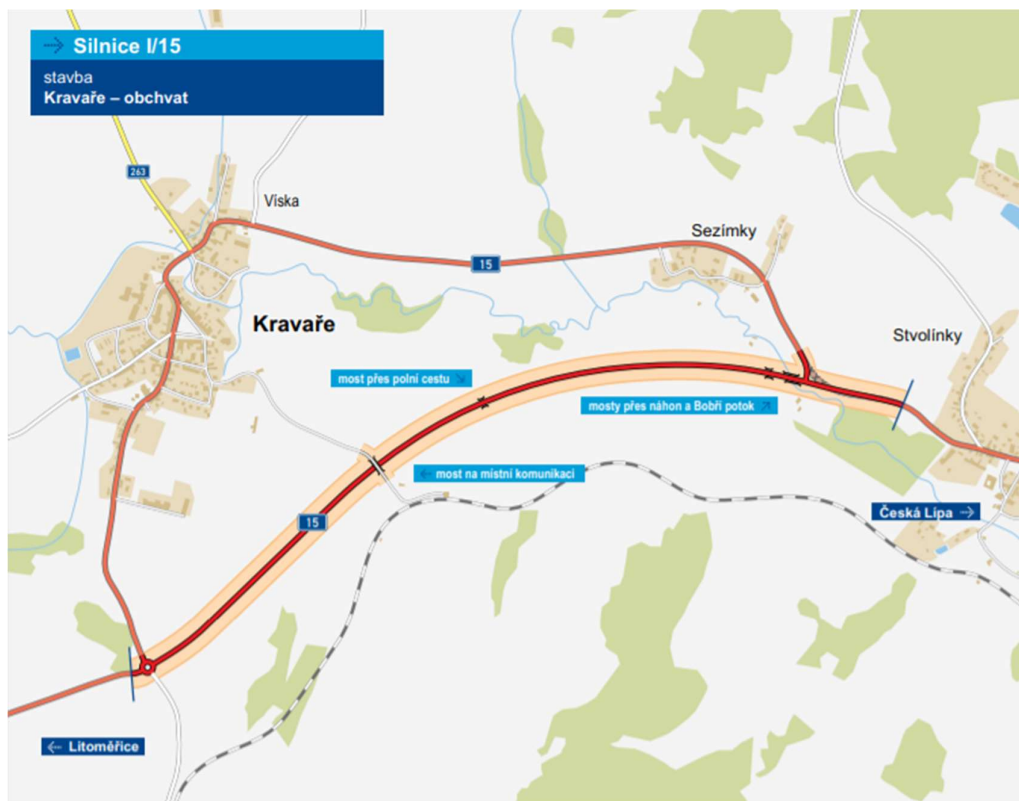 → Silnice I/15
stavba
Kravaře – obchvat
263
Víska
Sezímky
15
Kravaře
Stvolínky
most přes polní cestu
mosty přes náhon a Bobří potok
← most na místní komunikaci
15
Česká Lípa →
← Litoměřice